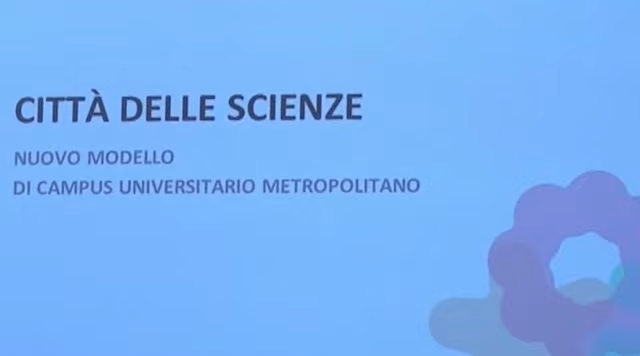 CITTÀ DELLE SCIENZE
NUOVO MODELLO
DI CAMPUS UNIVERSITARIO METROPOLITANO